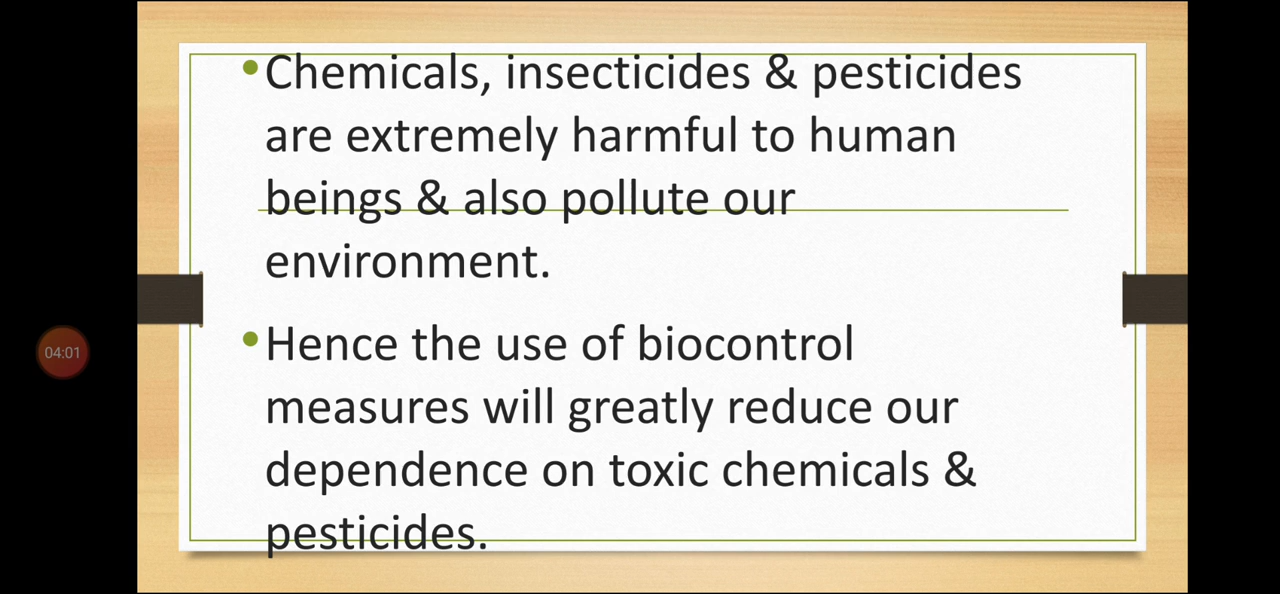 • Chemicals, insecticides & pesticides
are extremely harmful to human
beings & also pollute our
environment.
• Hence the use of biocontrol
measures will greatly reduce our
dependence on toxic chemicals &
pesticides.
04:01